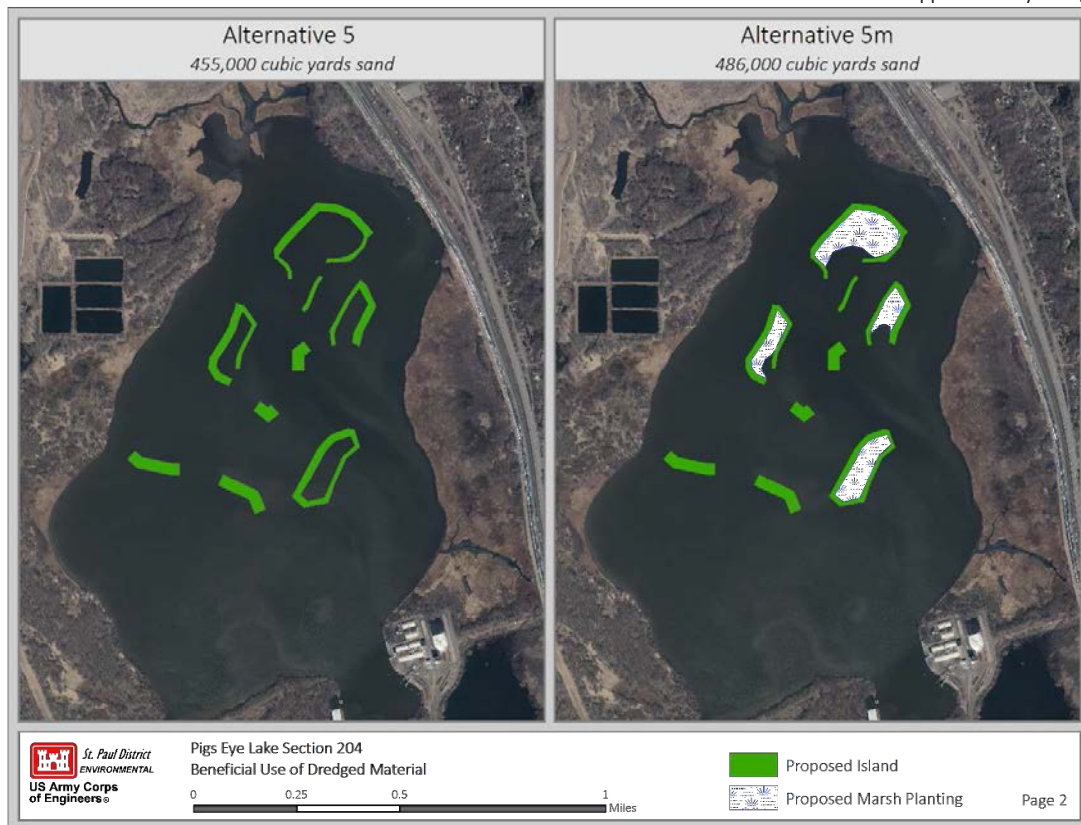 Alternative 5
455,000 cubic yards sand
Alternative 5m
486,000 cubic yards sand
St. Paul District
ENVIRONMENTAL
US Army Corps
of Engineers®
Pigs Eye Lake Section 204
Beneficial Use of Dredged Material
0 0.25 0.5 1
Miles
Proposed Island
Proposed Marsh Planting
Page 2